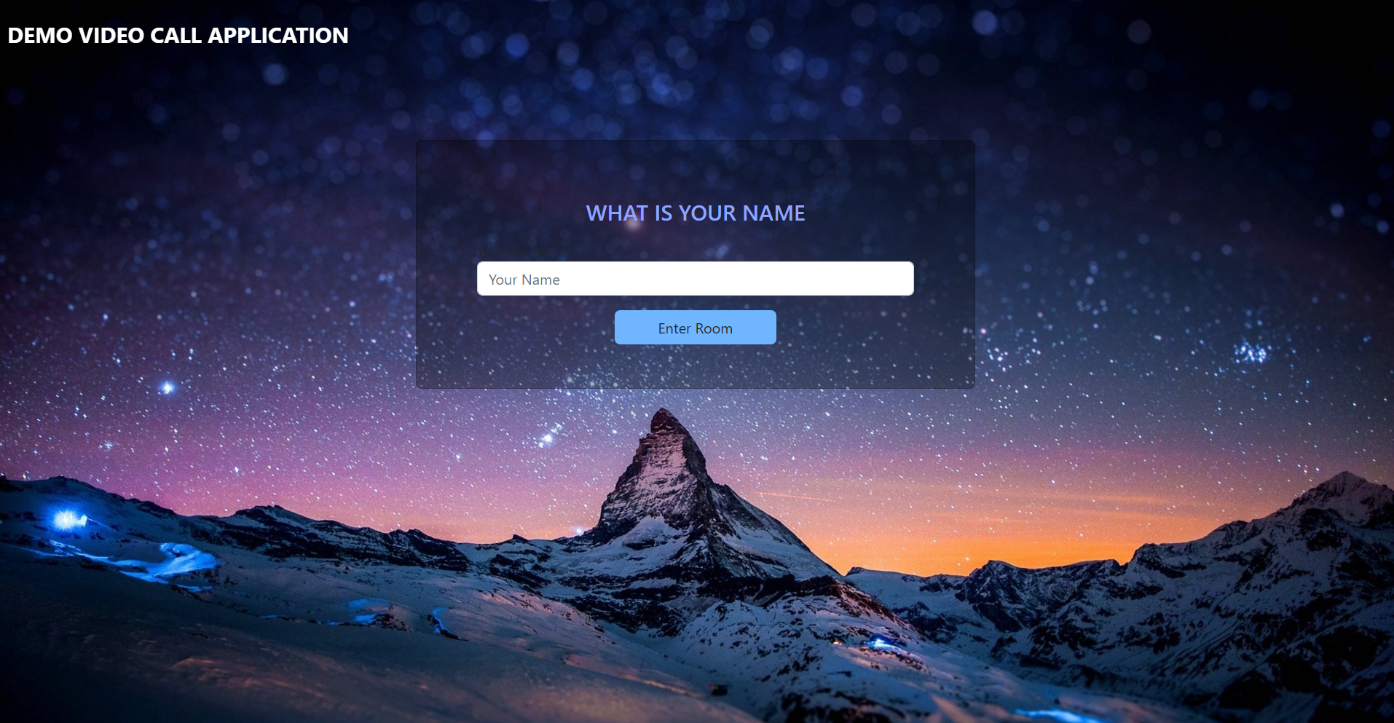 DEMO VIDEO CALL APPLICATION
WHAT IS YOUR NAME
Your Name
Enter Room